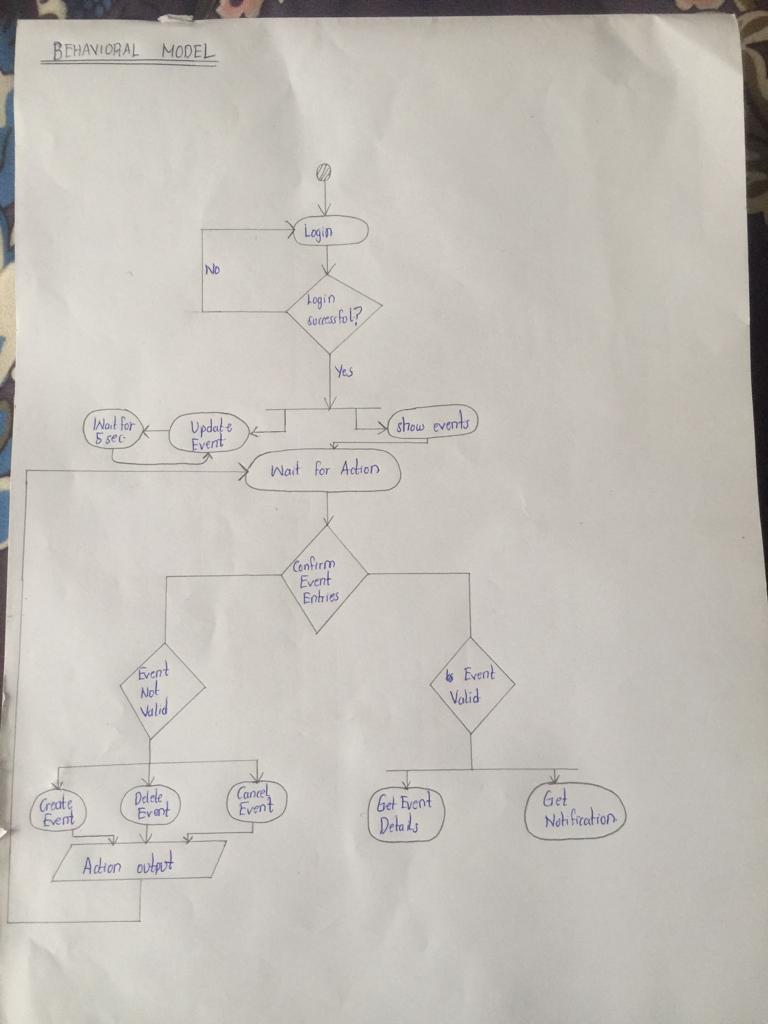 BEHAVIORAL MODEL
Login
No
Login
successful?
Yes
Wait for
5 sec.
Update
Event
show events
Wait for Action
Confirm
Event
Entries
Event
Not
Valid
Event
Valid
Create
Event
Delete
Event
Cancel
Event
Get Event
Details
Get
Notification
Action output